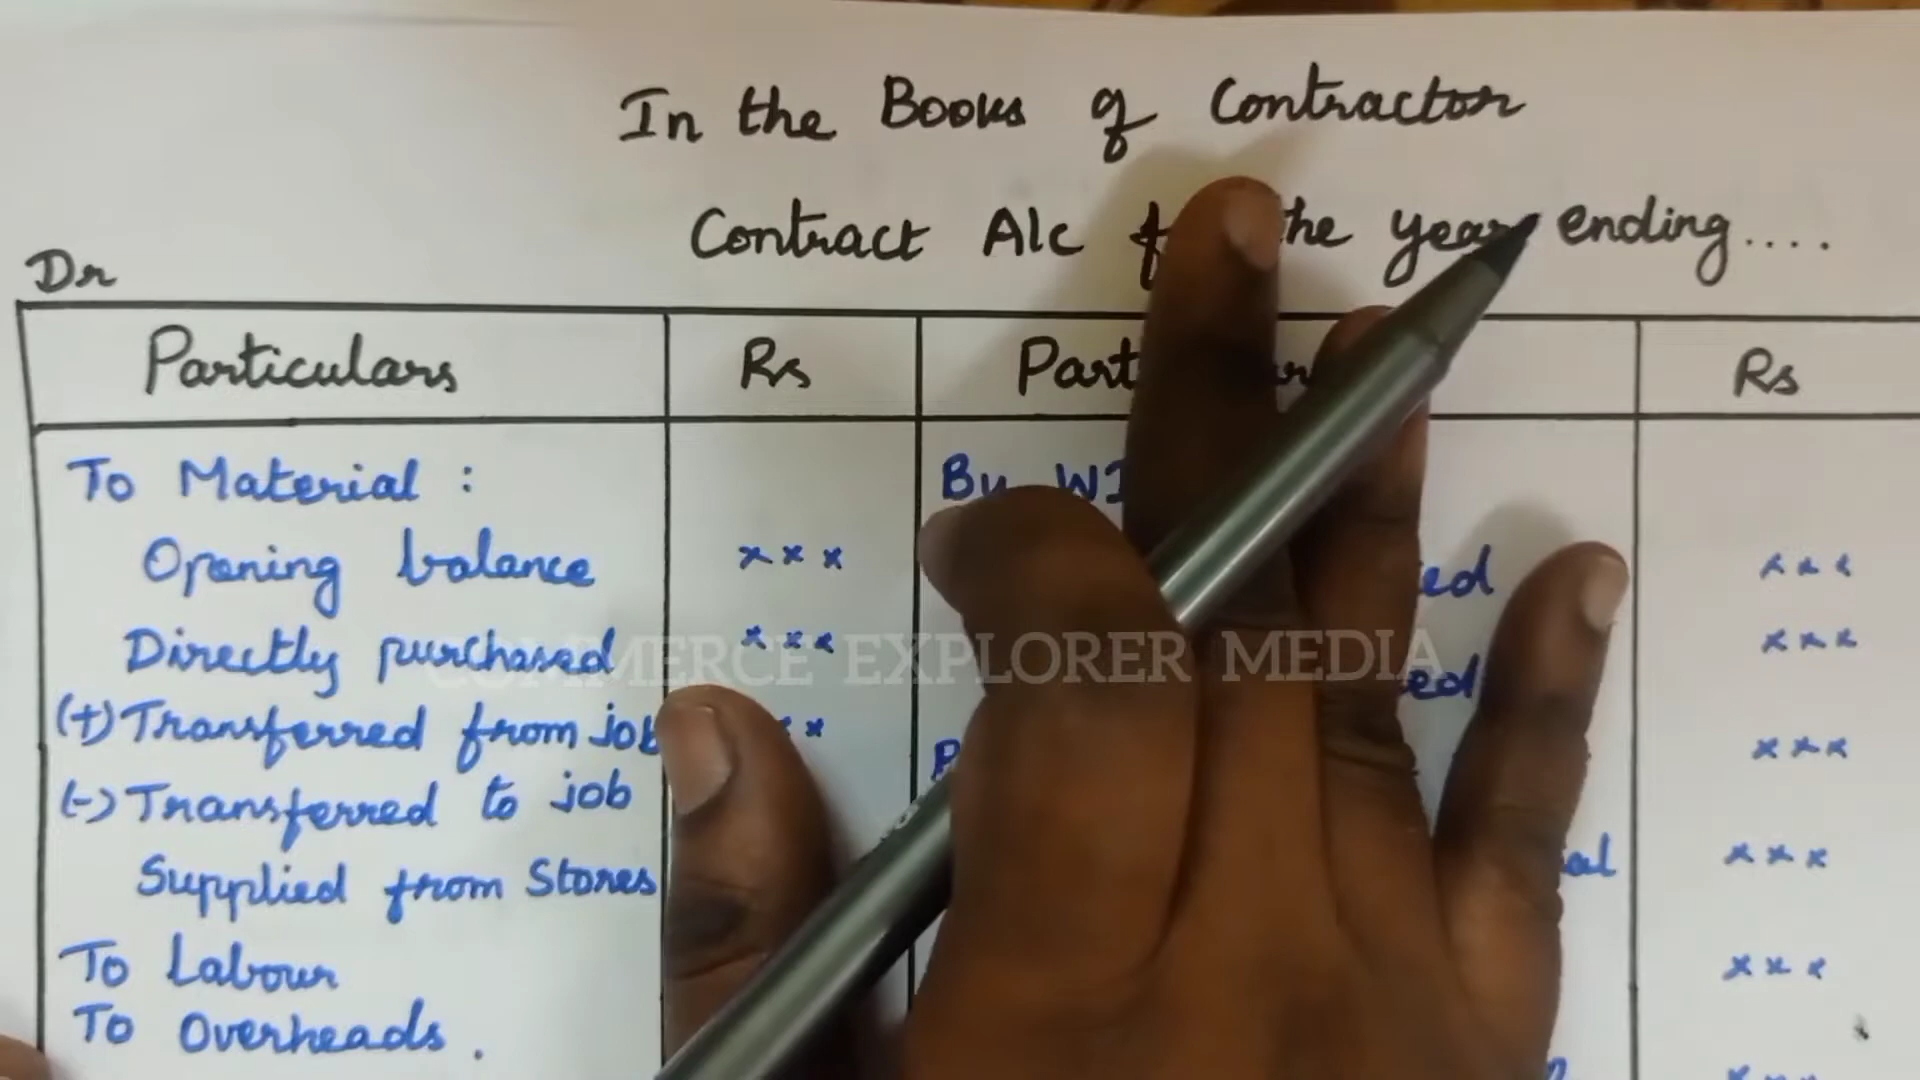 In the Books of Contractor
Contract A/c the year ending....
Dr
Particulars Rs Rs
To Material :
By
Opening balance x x x x x x
Directly purchased x x x x x x
(+) Transferred from job x x x
(-) Transferred to job
Supplied from Stores x x x
To Labour x x x
To Overheads.
COMMERCE EXPLORER MEDIA